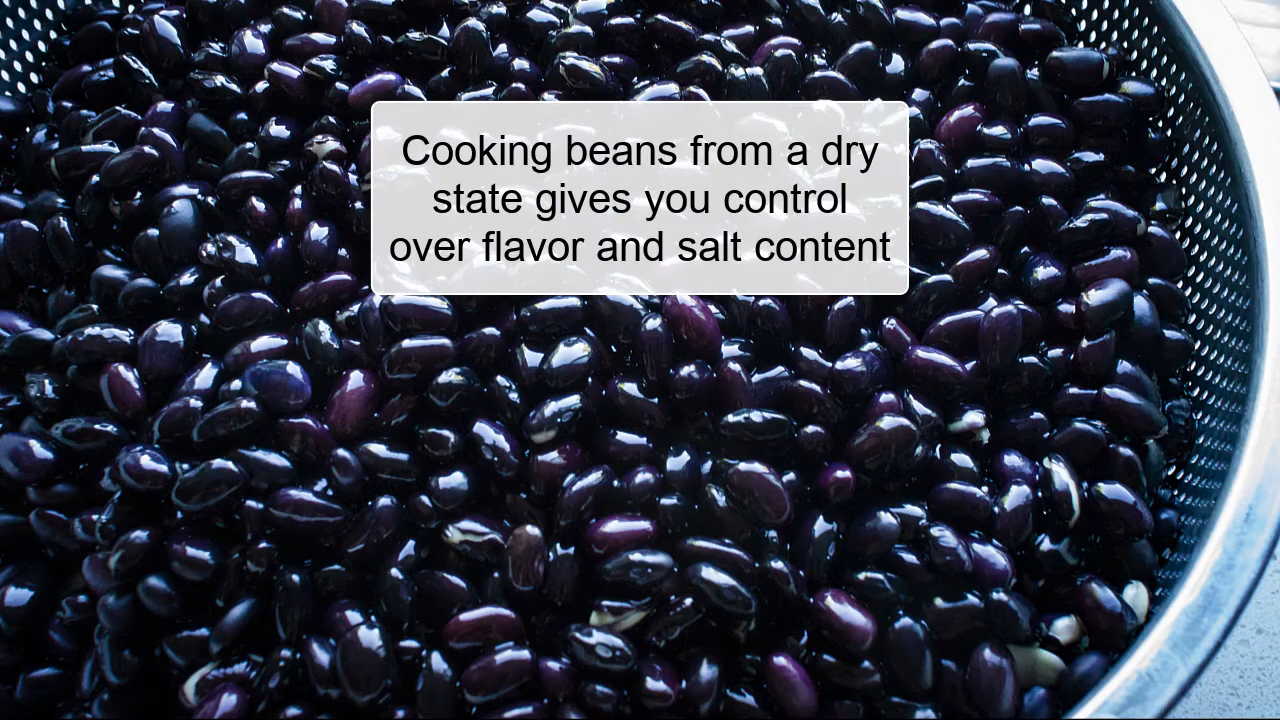 Cooking beans from a dry
state gives you control
over flavor and salt content